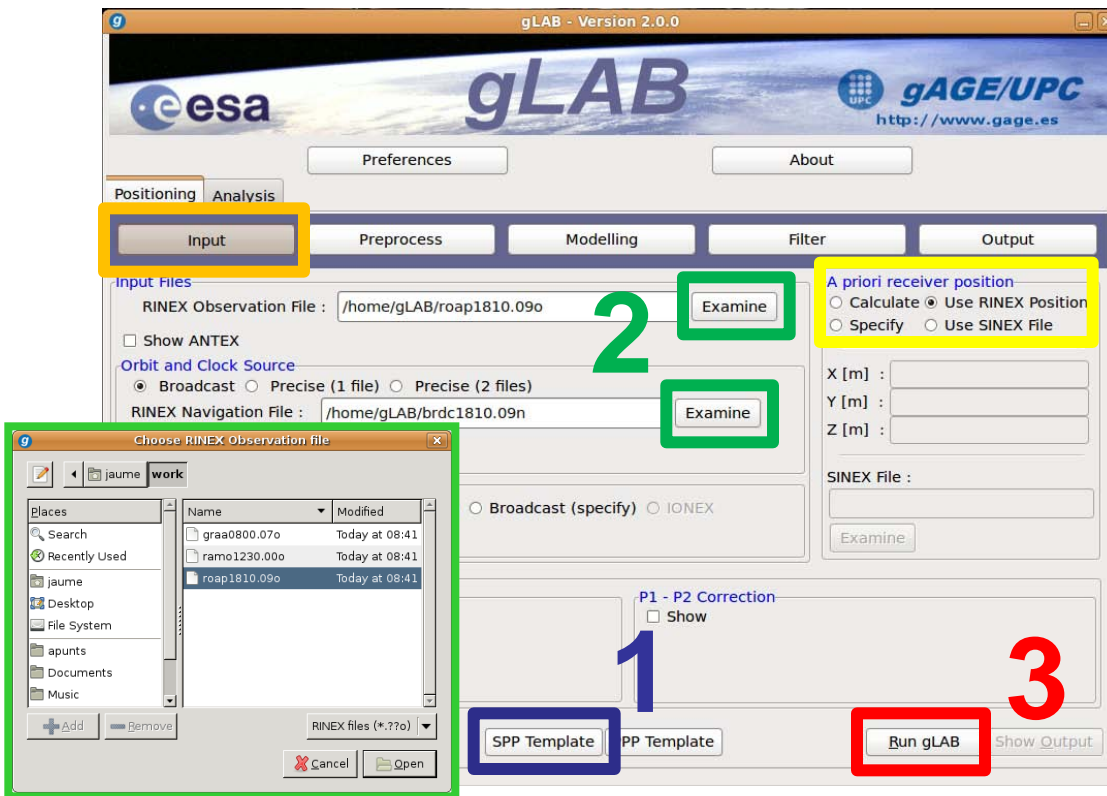 gLAB - Version 2.0.0
esa
gLAB
UPC
gAGE/UPC
http://www.gage.es
Preferences
About
Positioning
Analysis
Input
Preprocess
Modelling
Filter
Output
Input Files
RINEX Observation File :
/home/gLAB/roap1810.09o
2
Examine
Show ANTEX
Orbit and Clock Source
Broadcast
Precise (1 file)
Precise (2 files)
RINEX Navigation File :
/home/gLAB/brdc1810.09n
Examine
A priori receiver position
Calculate
Use RINEX Position
Specify
Use SINEX File
X [m] :
Y [m] :
Z [m] :
SINEX File :
Examine
Broadcast (specify)
IONEX
Choose RINEX Observation file
jaume
work
Places
Search
Recently Used
jaume
Desktop
File System
apunts
Documents
Music
Add
Remove
Name
Modified
graa0800.07o
Today at 08:41
ramo1230.00o
Today at 08:41
roap1810.09o
Today at 08:41
RINEX files (*.??o)
Cancel
Open
P1 - P2 Correction
Show
1
SPP Template
PP Template
3
Run gLAB
Show Output